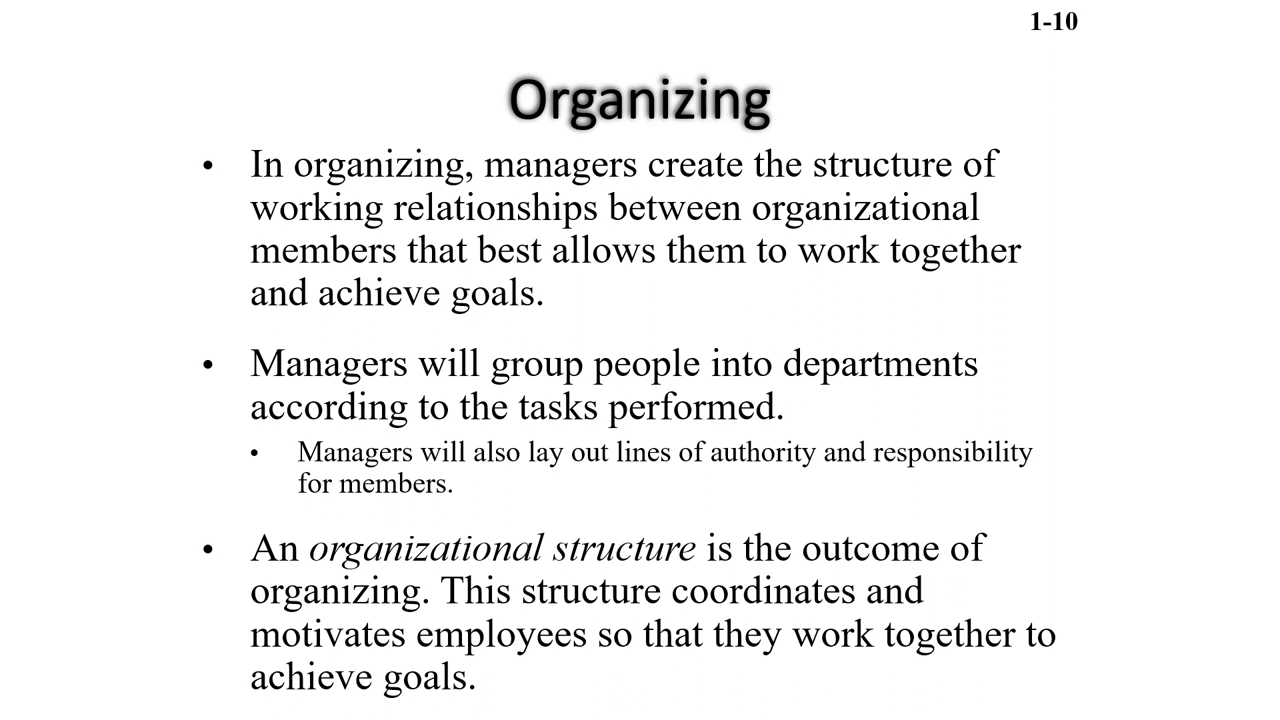 1-10
Organizing
• In organizing, managers create the structure of
working relationships between organizational
members that best allows them to work together
and achieve goals.
• Managers will group people into departments
according to the tasks performed.
• Managers will also lay out lines of authority and responsibility
for members.
• An organizational structure is the outcome of
organizing. This structure coordinates and
motivates employees so that they work together to
achieve goals.